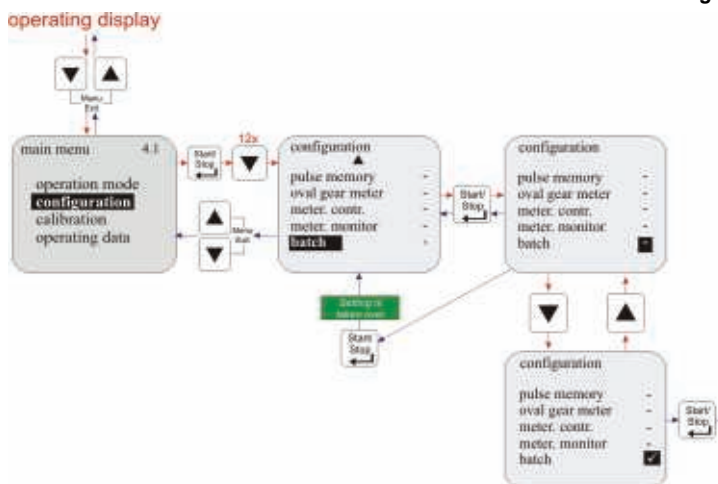 operating display
Menu
Exit
main menu 4.1
operation mode
configuration
calibration
operating data
Start/
Stop
12x
configuration
pulse memory -
oval gear meter -
meter. contr. -
meter. monitor -
batch -
Menu
Exit
Start/
Stop
configuration
pulse memory -
oval gear meter -
meter. contr. -
meter. monitor -
batch -
Setting is
taken over
Start/
Stop
configuration
pulse memory -
oval gear meter -
meter. contr. -
meter. monitor -
batch ✓
Start/
Stop